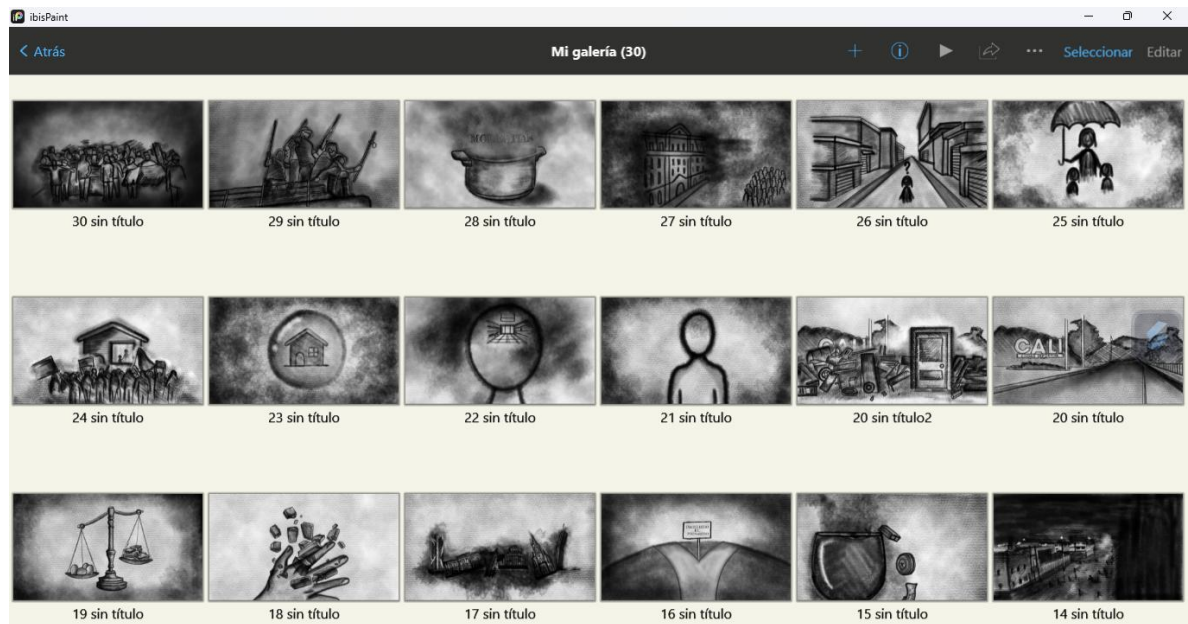 ibisPaint
Atrás
Mi galería (30)
Seleccionar
Editar
30 sin título
29 sin título
28 sin título
27 sin título
26 sin título
25 sin título
24 sin título
23 sin título
22 sin título
21 sin título
20 sin título2
CALI
20 sin título
19 sin título
18 sin título
17 sin título
16 sin título
15 sin título
14 sin título